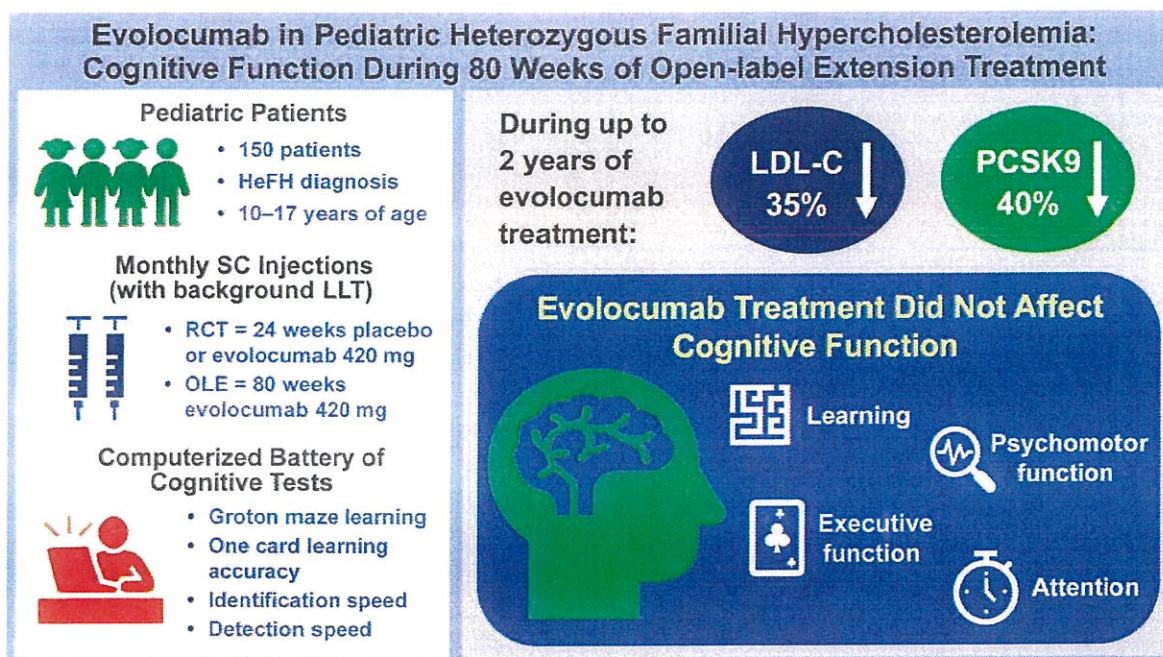 Evolocumab in Pediatric Heterozygous Familial Hypercholesterolemia:
Cognitive Function During 80 Weeks of Open-label Extension Treatment
Pediatric Patients
• 150 patients
• HeFH diagnosis
• 10–17 years of age
Monthly SC Injections
(with background LLT)
• RCT = 24 weeks placebo
or evolocumab 420 mg
• OLE = 80 weeks
evolocumab 420 mg
Computerized Battery of
Cognitive Tests
• Groton maze learning
• One card learning
accuracy
• Identification speed
• Detection speed
During up to
2 years of
evolocumab
treatment:
LDL-C
35%
PCSK9
40%
Evolocumab Treatment Did Not Affect
Cognitive Function
Learning
Psychomotor
function
Executive
function
Attention